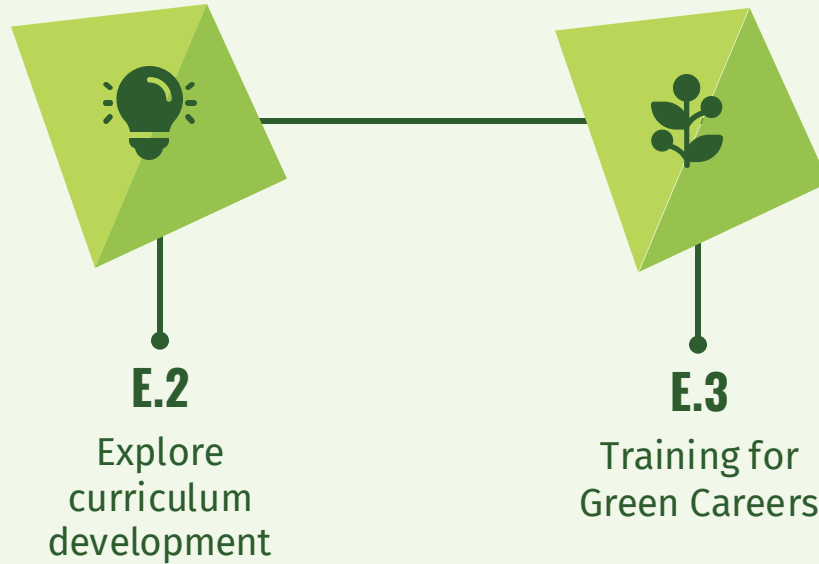 E.2
Explore
curriculum
development
E.3
Training for
Green Careers